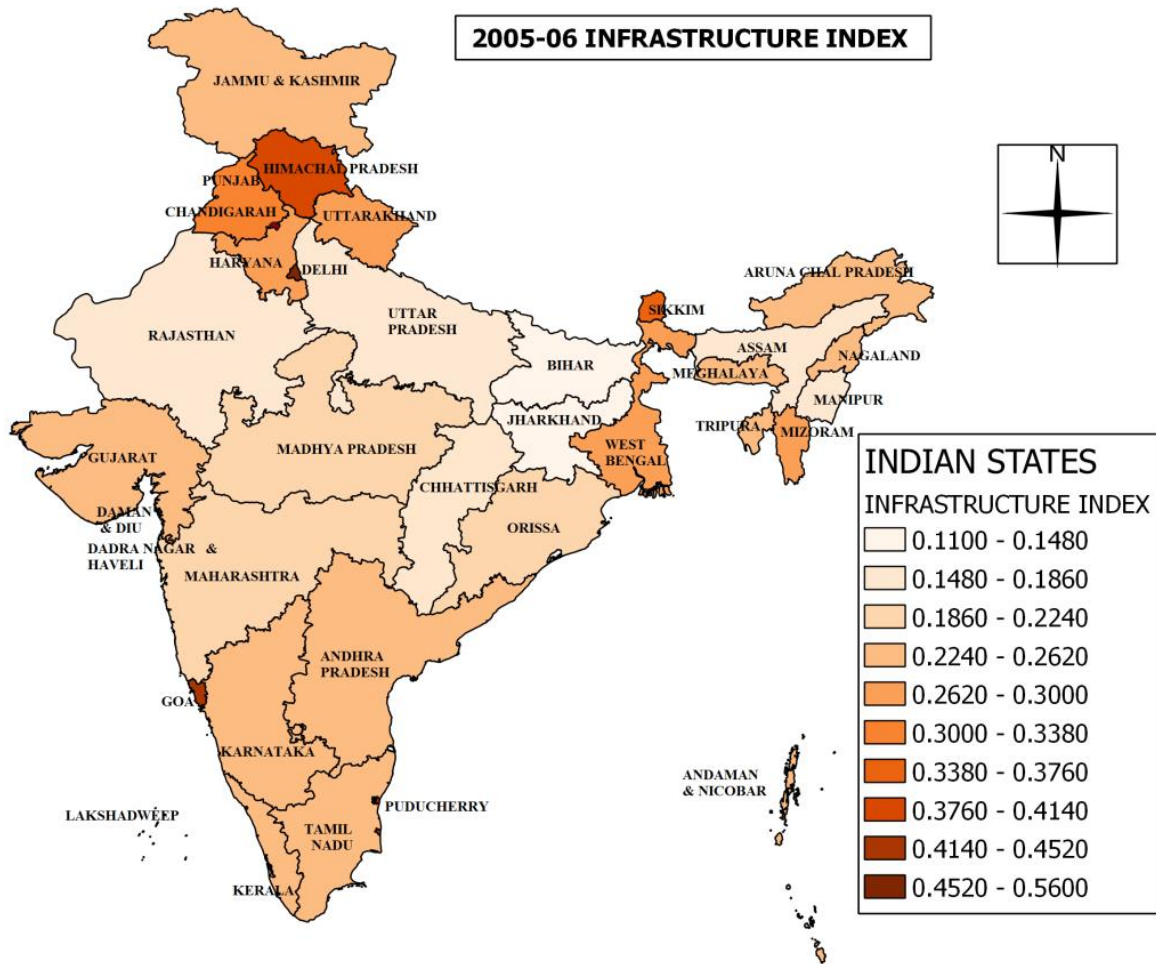 2005-06 INFRASTRUCTURE INDEX
JAMMU & KASHMIR
N
HIMACHAL PRADESH
PUNJAB
CHANDIGARAH
UTTARAKHAND
HARYANA
DELHI
ARUNA CHAL PRADESH
SIKKIM
RAJASTHAN
UTTAR
PRADESH
ASSAM
NAGALAND
BIHAR
MEGHALAYA
MANIPUR
JHARKHAND
TRIPURA
MIZORAM
GUJARAT
MADHYA PRADESH
WEST
BENGAL
CHHATTISGARH
DAMAN
& DIU
ORISSA
DADRA NAGAR &
HAVELI
MAHARASHTRA
ANDHRA
PRADESH
GOA
KARNATAKA
ANDAMAN
& NICOBAR
LAKSHADWEEP
PUDUCHERRY
TAMIL
NADU
KERALA
INDIAN STATES
INFRASTRUCTURE INDEX
0.1100 - 0.1480
0.1480 - 0.1860
0.1860 - 0.2240
0.2240 - 0.2620
0.2620 - 0.3000
0.3000 - 0.3380
0.3380 - 0.3760
0.3760 - 0.4140
0.4140 - 0.4520
0.4520 - 0.5600